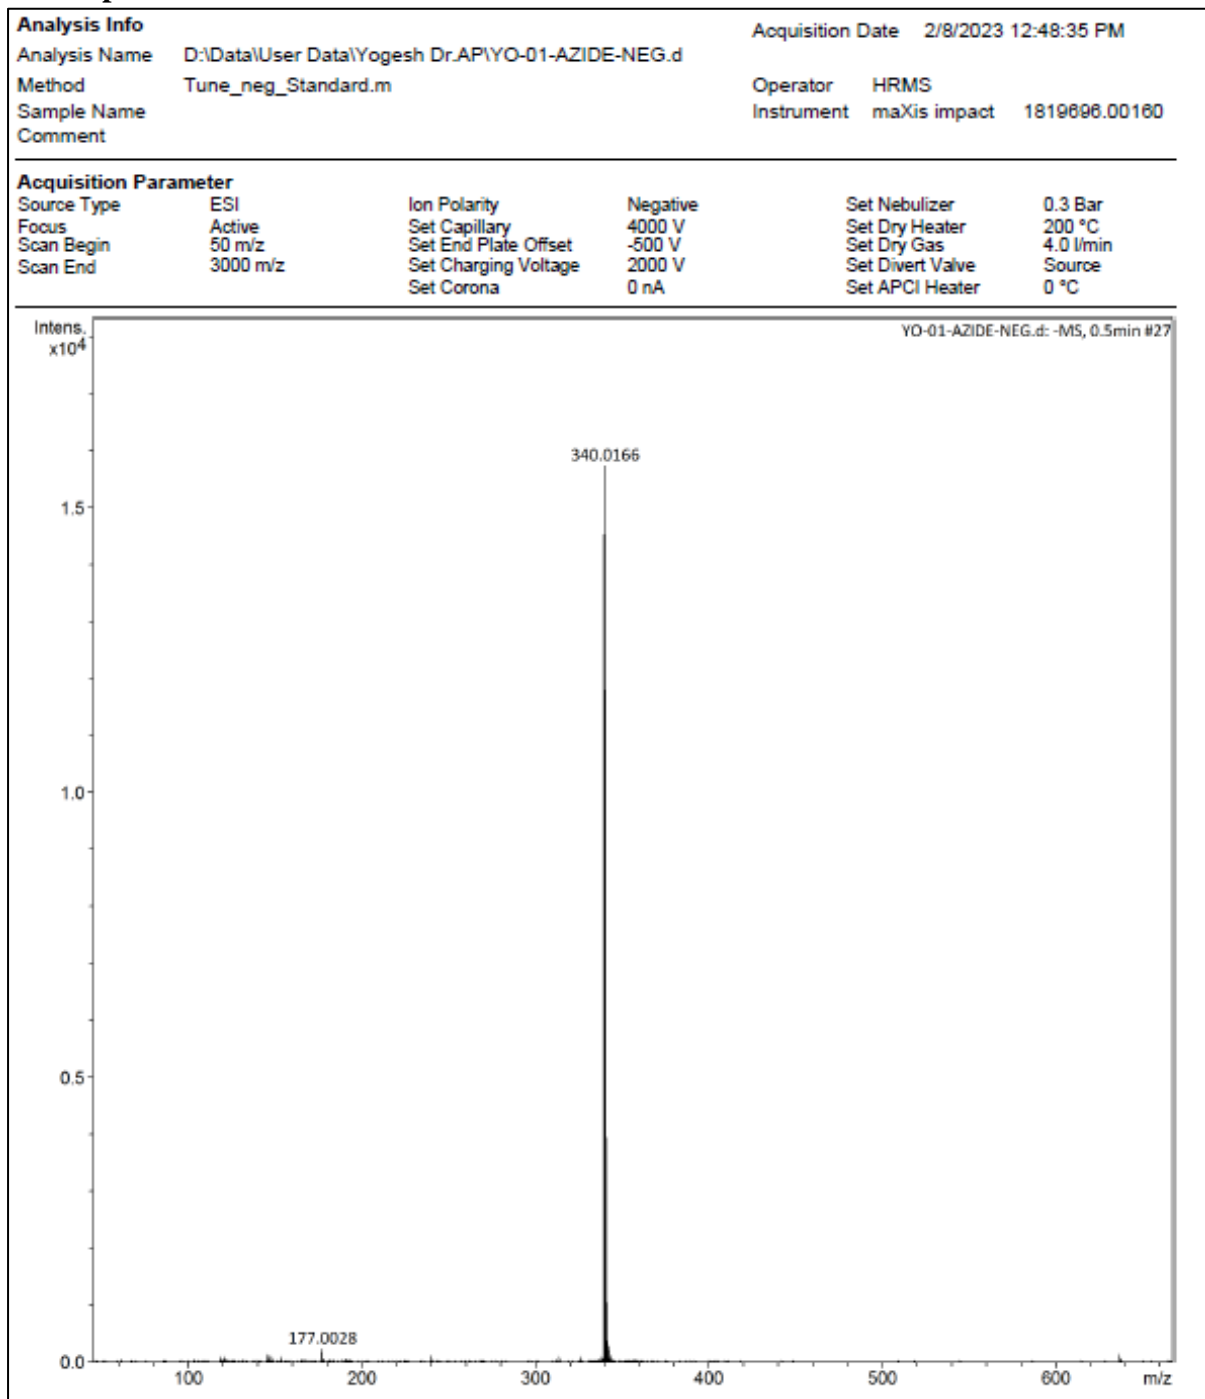 Analysis Info
Acquisition Date 2/8/2023 12:48:35 PM
Analysis Name D:\Data\User Data\Yogesh Dr.AP\YO-01-AZIDE-NEG.d
Method Tune_neg_Standard.m Operator HRMS
Sample Name Instrument maXis impact 1819696.00160
Comment
Acquisition Parameter
Source Type ESI Ion Polarity Negative Set Nebulizer 0.3 Bar
Focus Active Set Capillary 4000 V Set Dry Heater 200 °C
Scan Begin 50 m/z Set End Plate Offset -500 V Set Dry Gas 4.0 l/min
Scan End 3000 m/z Set Charging Voltage 2000 V Set Divert Valve Source
Set Corona 0 nA Set APCI Heater 0 °C
Intens.
x10⁴
YO-01-AZIDE-NEG.d: -MS, 0.5min #27
340.0166
1.5
1.0
0.5
177.0028
0.0
100 200 300 400 500 600 m/z